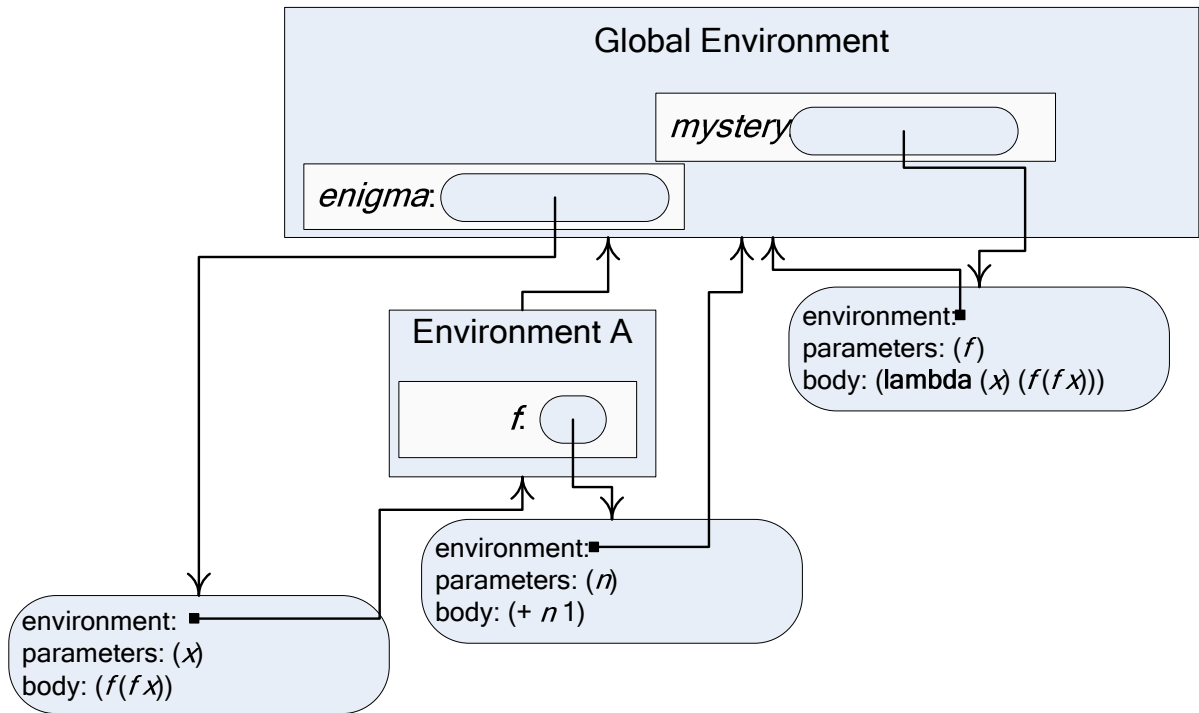 Global Environment
mystery:
enigma:
environment:
parameters: (f)
body: (lambda (x) (f (f x)))
Environment A
f:
environment:
parameters: (n)
body: (+ n 1)
environment:
parameters: (x)
body: (f (f x))